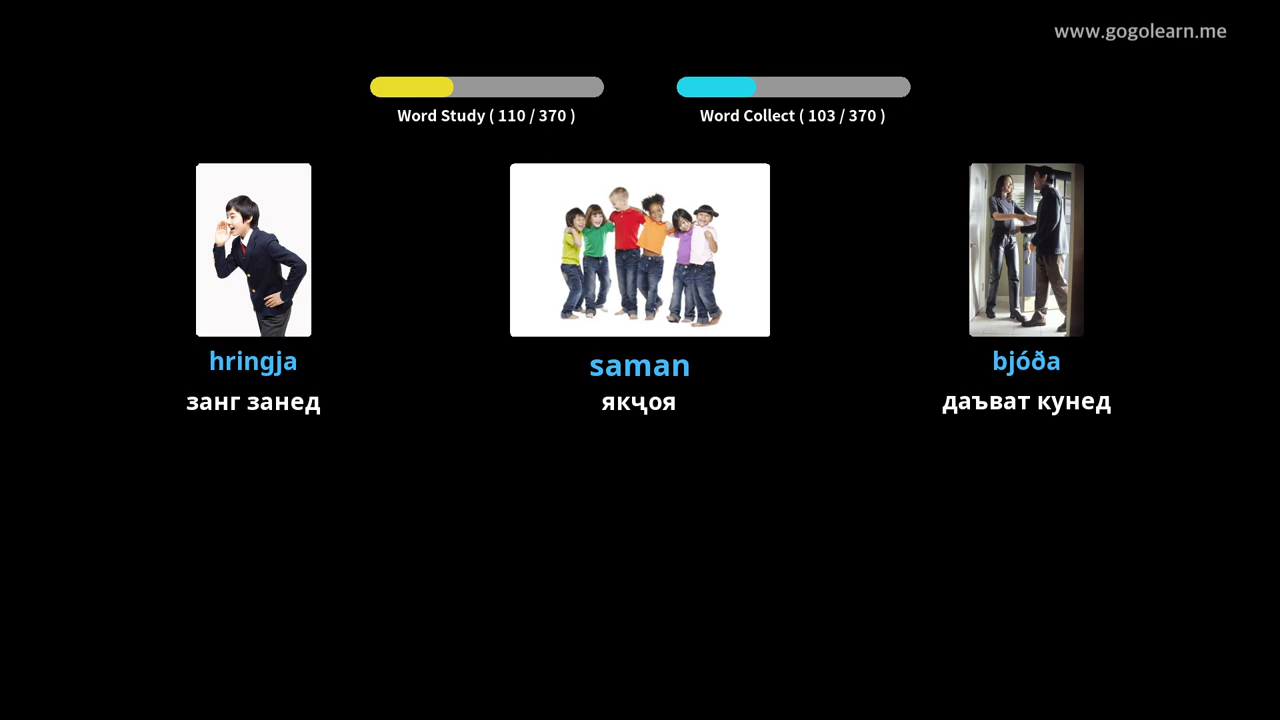 www.gogolearn.me
Word Study ( 110 / 370 )
Word Collect ( 103 / 370 )
hringja
saman
bjóða
занг занед
якҷоя
даъват кунед